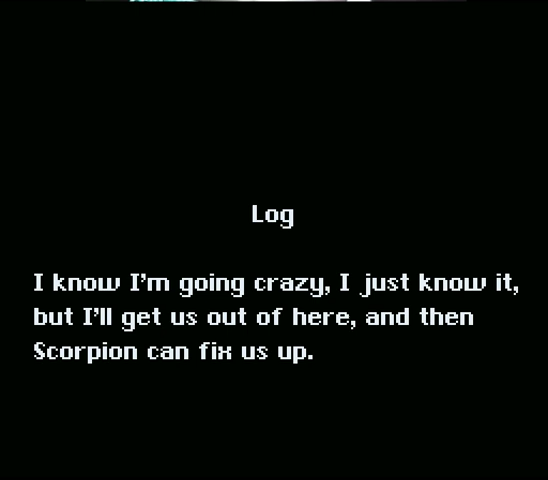 Log
I know I'm going crazy, I just know it,
but I'll get us out of here, and then
Scorpion can fix us up.